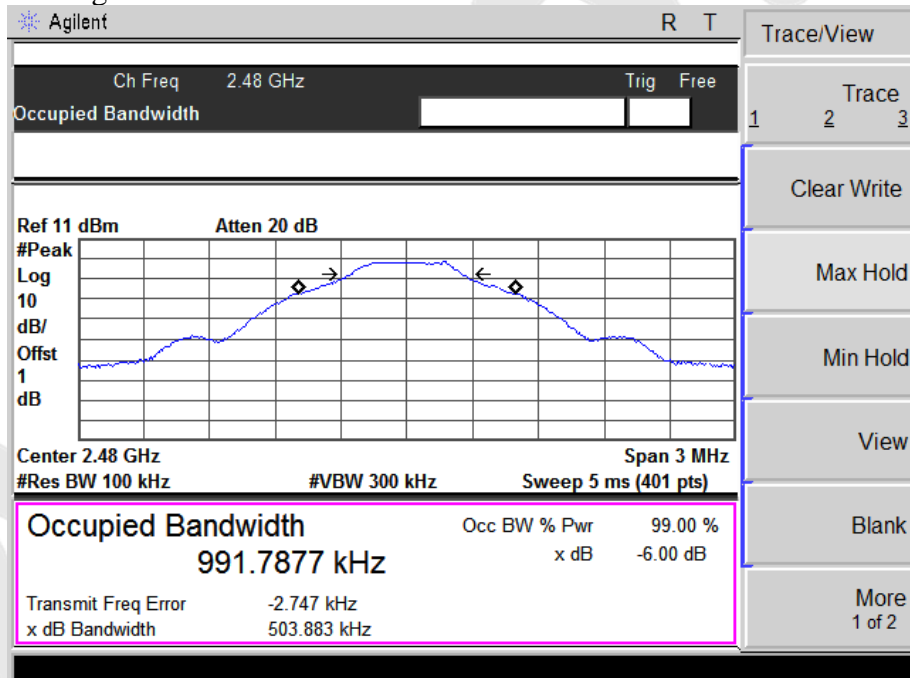 Agilent R T
Ch Freq 2.48 GHz Trig Free
Occupied Bandwidth
Ref 11 dBm Atten 20 dB
#Peak
Log
10
dB/
Offst
1
dB
Center 2.48 GHz Span 3 MHz
#Res BW 100 kHz #VBW 300 kHz Sweep 5 ms (401 pts)
Occupied Bandwidth Occ BW % Pwr 99.00 %
991.7877 kHz x dB -6.00 dB
Transmit Freq Error -2.747 kHz
x dB Bandwidth 503.883 kHz
Trace/View
Trace
1 2 3
Clear Write
Max Hold
Min Hold
View
Blank
More
1 of 2